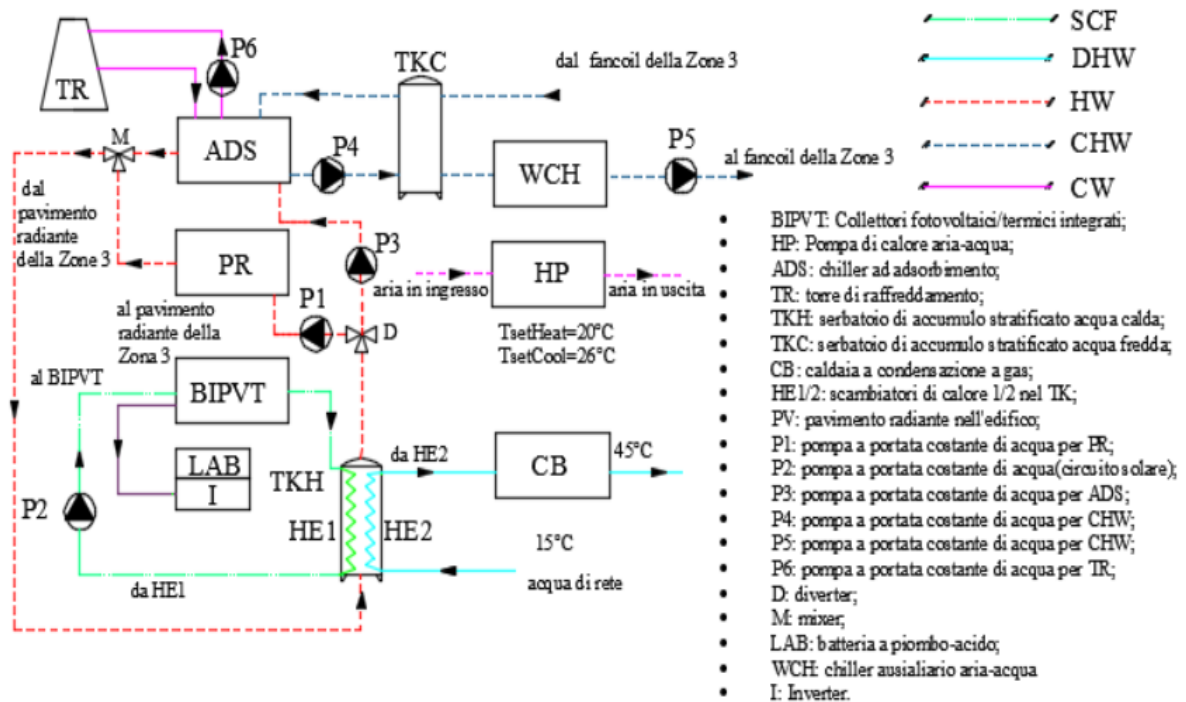 P6
TR
TKC
dal fancoil della Zone 3
M
ADS
P4
P5
WCH
al fancoil della Zone 3
dal
pavimento
radiante
della Zone 3
PR
P3
HP
aria in ingresso
aria in uscita
al pavimento
radiante della
Zona 3
P1
D
TsetHeat=20°C
TsetCool=26°C
al BIPVT
BIPVT
da HE2
CB
45°C
LAB
I
TKH
P2
HE1
HE2
15°C
acqua di rete
da HE1
SCF
DHW
HW
CHW
CW
• BIPVT: Collettori fotovoltaici/termici integrati;
• HP: Pompa di calore aria-acqua;
• ADS: chiller ad adsorbimento;
• TR: torre di raffreddamento;
• TKH: serbatoio di accumulo stratificato acqua calda;
• TKC: serbatoio di accumulo stratificato acqua fredda;
• CB: caldaia a condensazione a gas;
• HE1/2: scambiatori di calore 1/2 nel TK;
• PV: pavimento radiante nell'edifico;
• P1: pompa a portata costante di acqua per PR;
• P2: pompa a portata costante di acqua(circuito solare);
• P3: pompa a portata costante di acqua per ADS;
• P4: pompa a portata costante di acqua per CHW;
• P5: pompa a portata costante di acqua per CHW;
• P6: pompa a portata costante di acqua per TR;
• D: diverter;
• M: mixer;
• LAB: batteria a piombo-acido;
• WCH: chiller ausialiario aria-acqua
• I: Inverter.